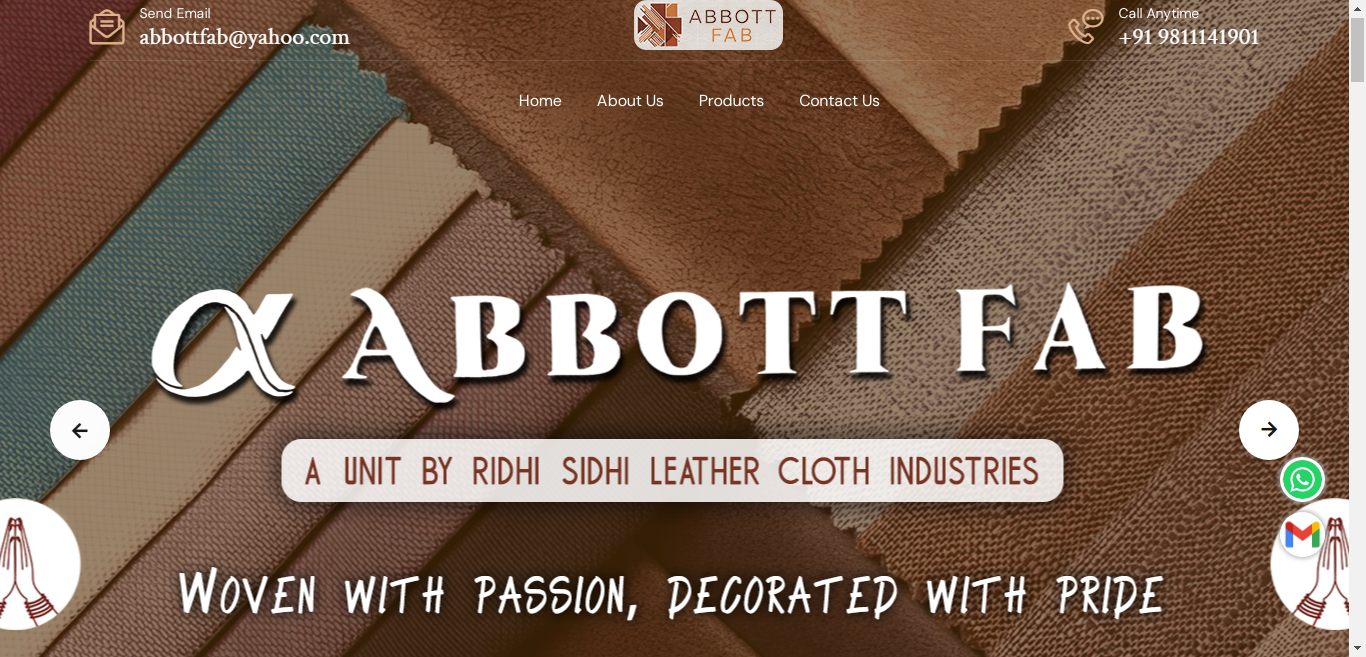 Send Email
abbottfab@yahoo.com
ABBOTT
FAB
Call Anytime
+91 9811141901
Home
About Us
Products
Contact Us
ABBOTT FAB
A UNIT BY RIDHI SIDHI LEATHER CLOTH INDUSTRIES
WOVEN WITH PASSION, DECORATED WITH PRIDE